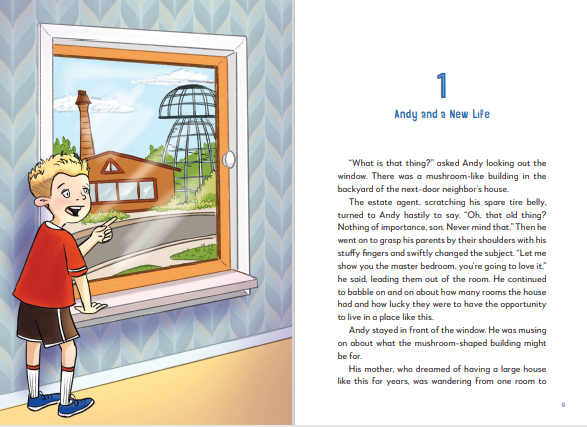 1
Andy and a New Life
"What is that thing?" asked Andy looking out the
window. There was a mushroom-like building in the
backyard of the next-door neighbor's house.
The estate agent, scratching his spare tire belly,
turned to Andy hastily to say. "Oh, that old thing?
Nothing of importance, son. Never mind that." Then he
went on to grasp his parents by their shoulders with his
stuffy fingers and swiftly changed the subject. "Let me
show you the master bedroom, you're going to love it,"
he said, leading them out of the room. He continued
to babble on and on about how many rooms the house
had and how lucky they were to have the opportunity
to live in a place like this.
Andy stayed in front of the window. He was musing
on about what the mushroom-shaped building might
be for.
His mother, who dreamed of having a large house
like this for years, was wandering from one room to
9